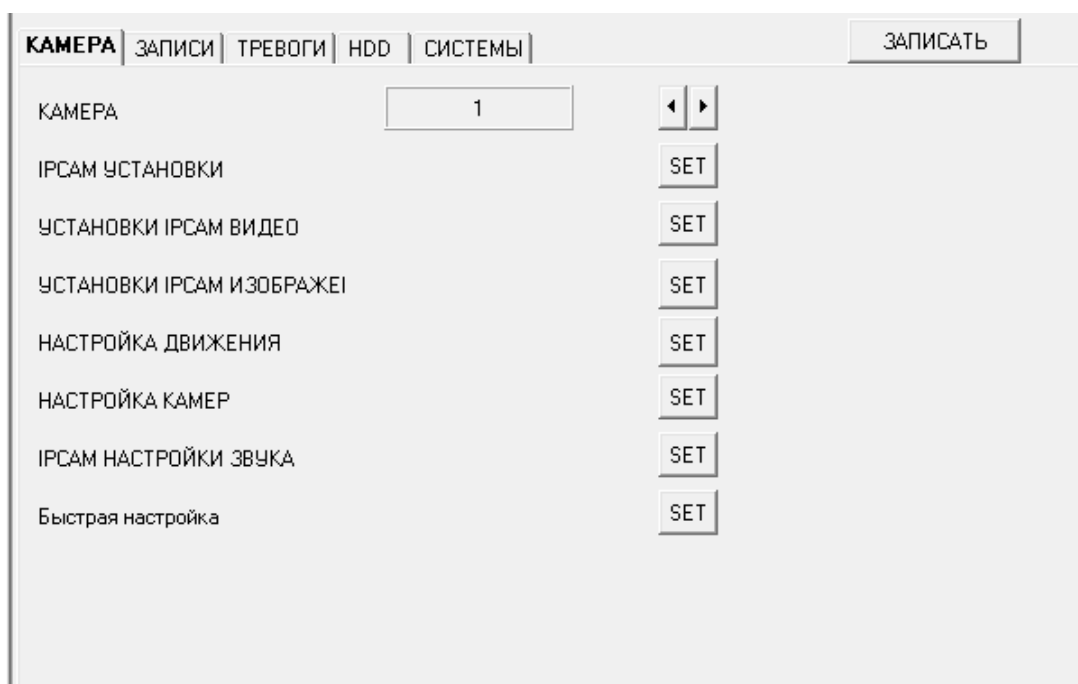 КАМЕРА ЗАПИСИ ТРЕВОГИ HDD СИСТЕМЫ ЗАПИСАТЬ
КАМЕРА 1
IPCAM УСТАНОВКИ SET
УСТАНОВКИ IPCAM ВИДЕО SET
УСТАНОВКИ IPCAM ИЗОБРАЖЕI SET
НАСТРОЙКА ДВИЖЕНИЯ SET
НАСТРОЙКА КАМЕР SET
IPCAM НАСТРОЙКИ ЗВУКА SET
Быстрая настройка SET